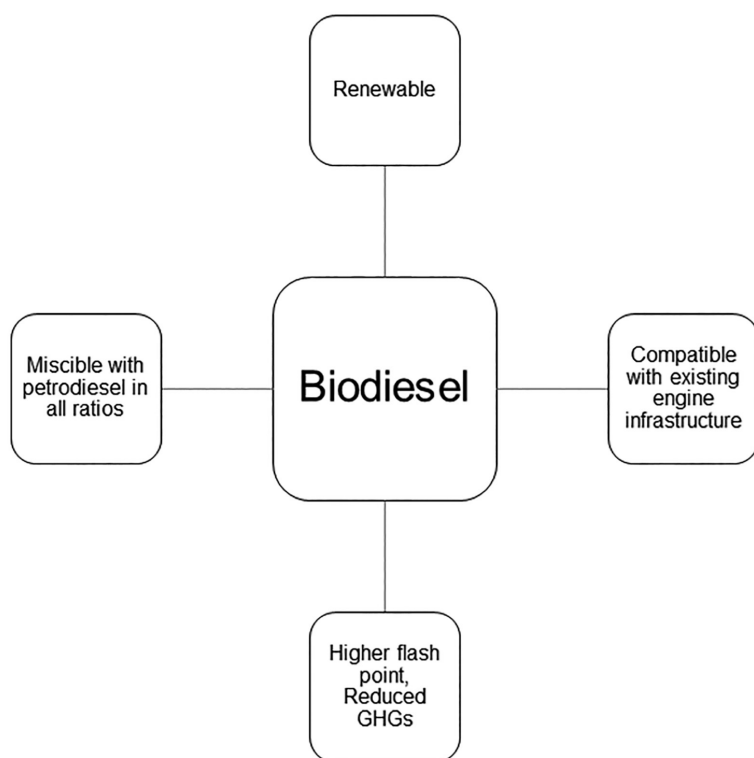 Renewable
Miscible with
petrodiesel in
all ratios
Biodiesel
Compatible
with existing
engine
infrastructure
Higher flash
point,
Reduced
GHGs